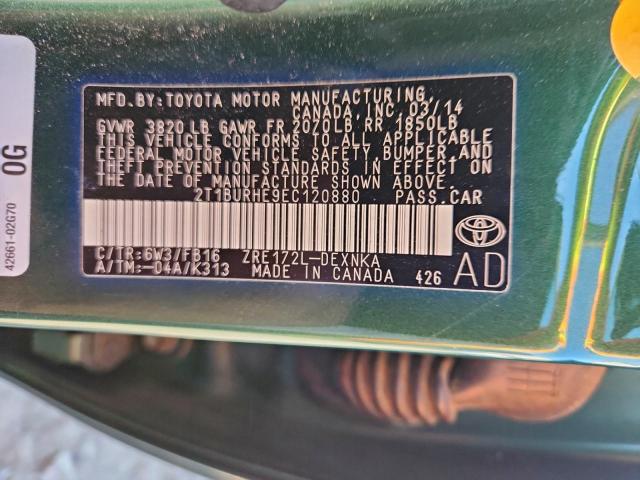 MFD.BY:TOYOTA MOTOR MANUFACTURING
CANADA, INC. 03/14
GVWR 3820 LB GAWR FR 2020LB RR 1850LB
THIS VEHICLE CONFORMS TO ALL APPLICABLE
FEDERAL MOTOR VEHICLE SAFETY BUMPER, AND
THEFT PREVENTION STANDARDS IN EFFECT ON
THE DATE OF MANUFACTURE SHOWN ABOVE.
2T1BURHE9EC120880 PASS.CAR
C/TR:6W3/FB16 ZRE172L-DEXNKA
A/TM:-04A/K313 MADE IN CANADA 426
AD
42661-02G70
0G